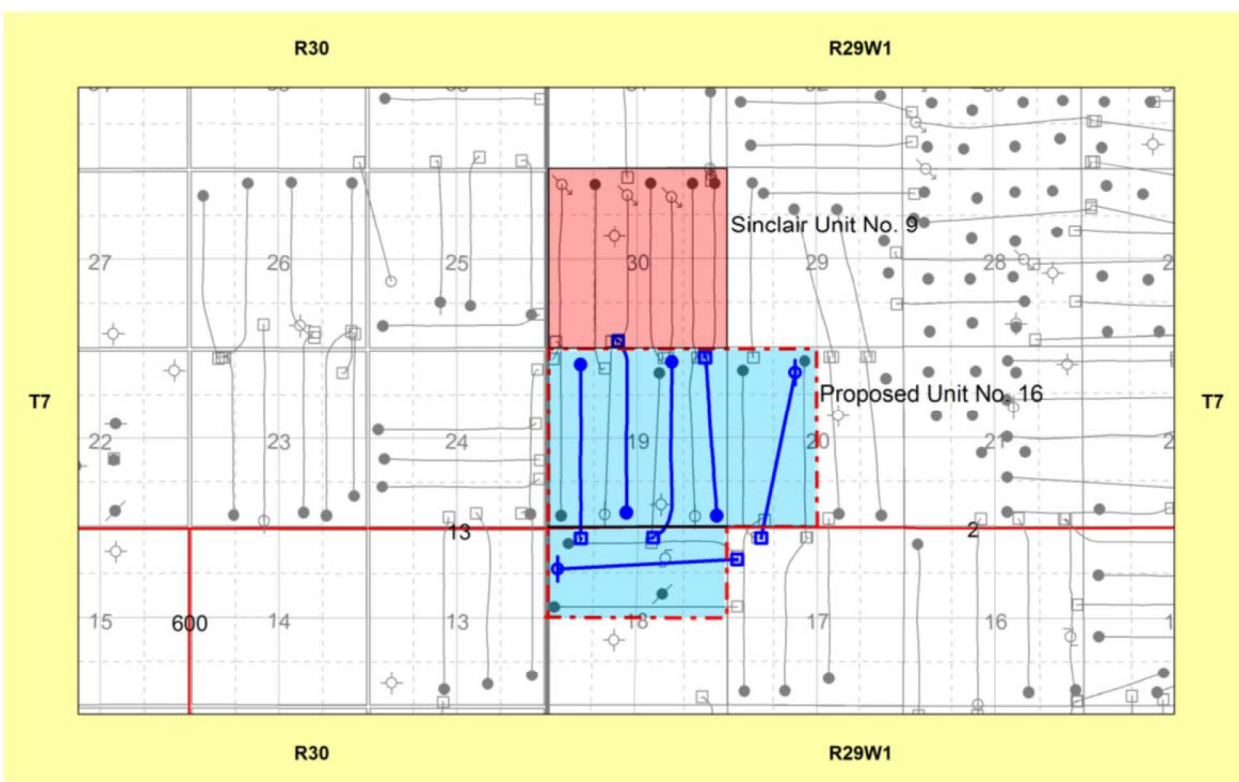 R30 R29W1
Sinclair Unit No. 9
27 26 25 30 29 28
T7 Proposed Unit No. 16 T7
22 23 24 19 20 21
13 2
600
15 14 13 18 17 16
R30 R29W1